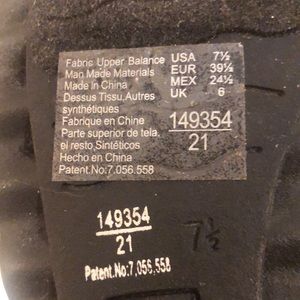 Fabric Upper Balance
Man Made Materials
Made in China
Dessus Tissu,Autres
synthétiques
Fabrique en Chine
Parte superior de tela,
el resto,Sintéticos
Hecho en China
Patent.No:7.056.558
USA 7½
EUR 39½
MEX 24½
UK 6
149354
21
149354
21
Patent.No:7,056,558
7½